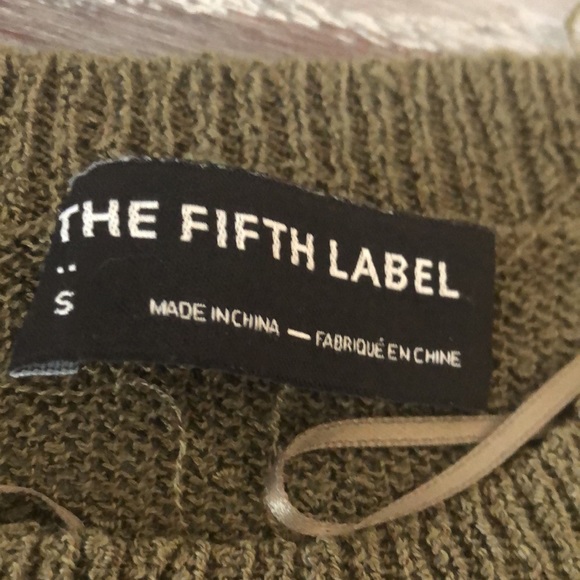 THE FIFTH LABEL
..
S
MADE IN CHINA — FABRIQUÉ EN CHINE